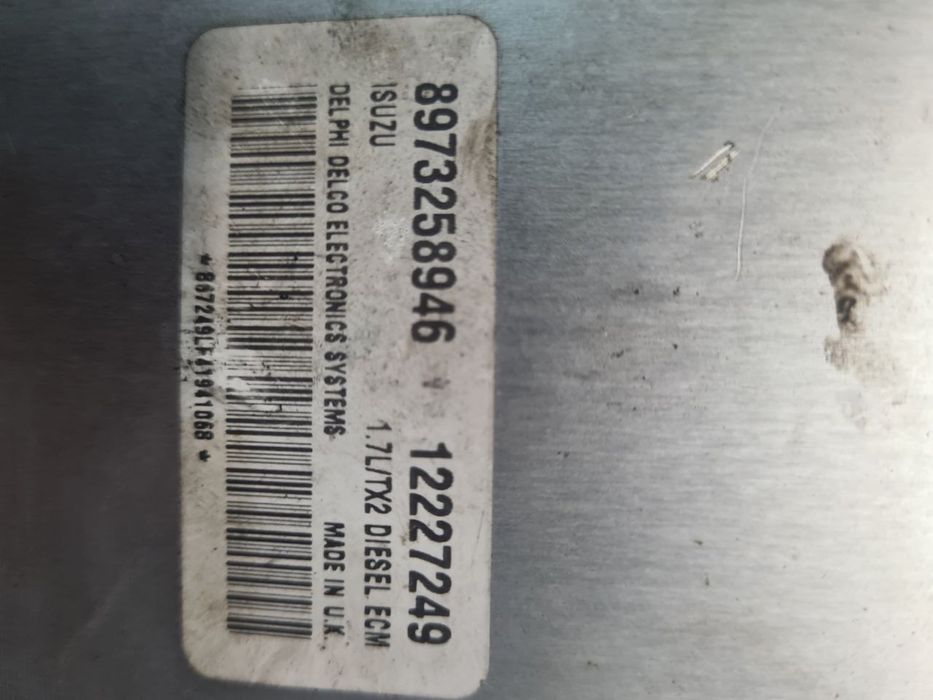 8973258946 12227249
ISUZU 1.7L/TX2 DIESEL ECM
DELPHI DELCO ELECTRONICS SYSTEMS MADE IN U.K